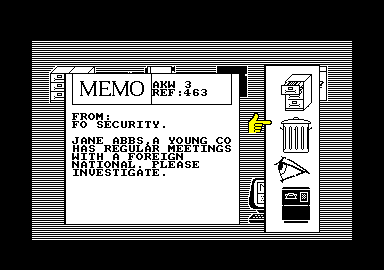 MEMO
AKW 3
REF:463
FROM:
FO SECURITY.
JANE ABBS,A YOUNG CO
HAS REGULAR MEETINGS
WITH A FOREIGN
NATIONAL. PLEASE
INVESTIGATE.